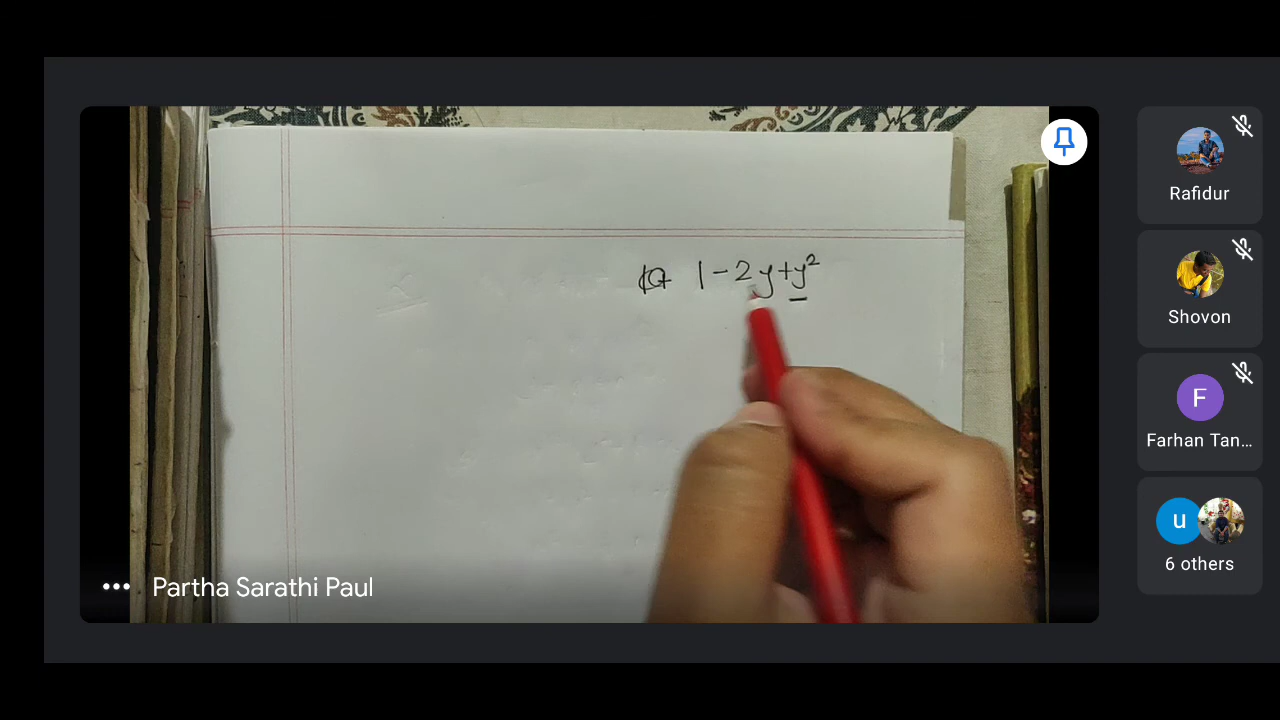 1-2y+y²
Partha Sarathi Paul
Rafidur
Shovon
F
Farhan Tan...
u
6 others